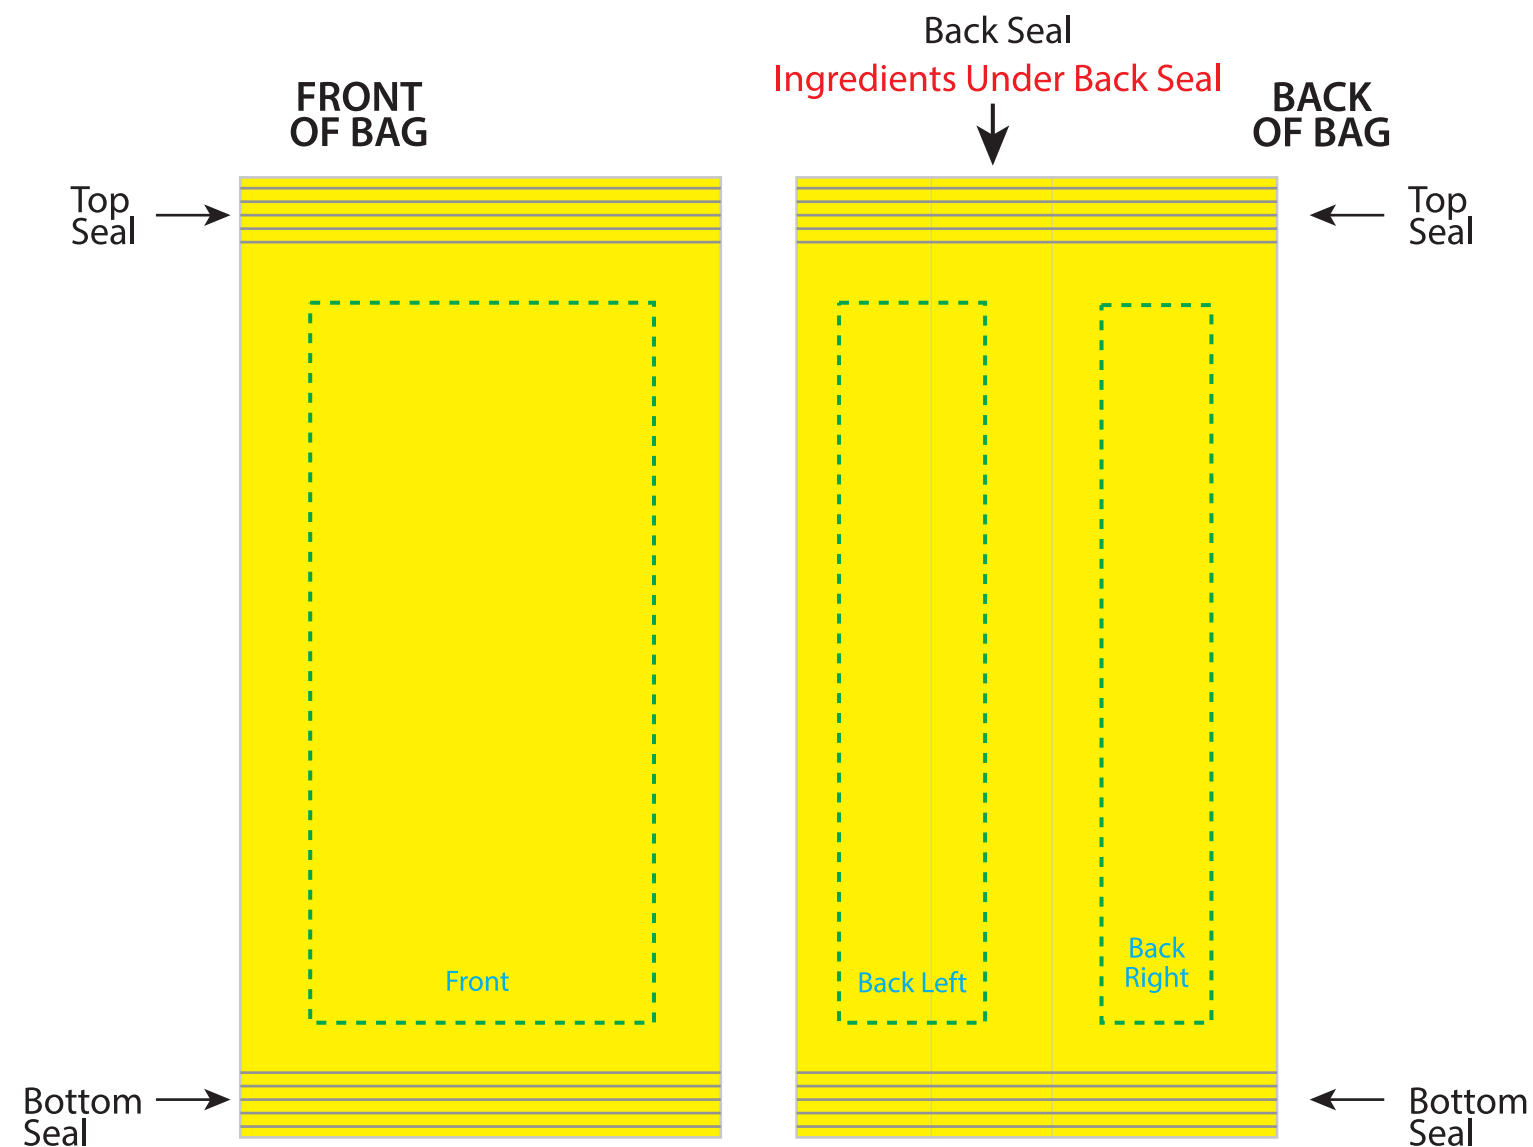 Back Seal
Ingredients Under Back Seal
FRONT
OF BAG
BACK
OF BAG
Top
Seal
Top
Seal
Front
Back Left
Back
Right
Bottom
Seal
Bottom
Seal